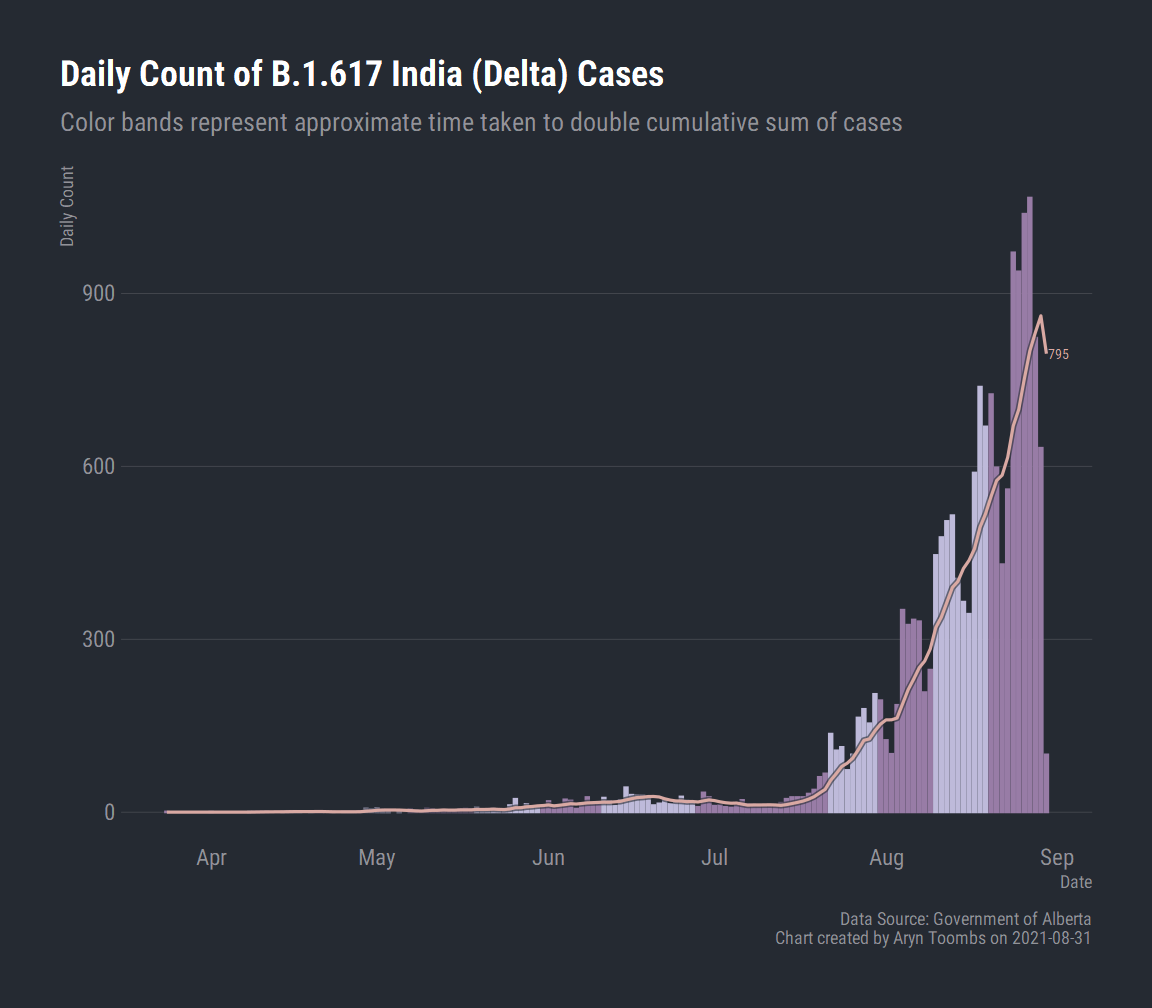 Daily Count of B.1.617 India (Delta) Cases
Color bands represent approximate time taken to double cumulative sum of cases
Daily Count
900
795
600
300
0
Apr May Jun Jul Aug Sep
Date
Data Source: Government of Alberta
Chart created by Aryn Toombs on 2021-08-31